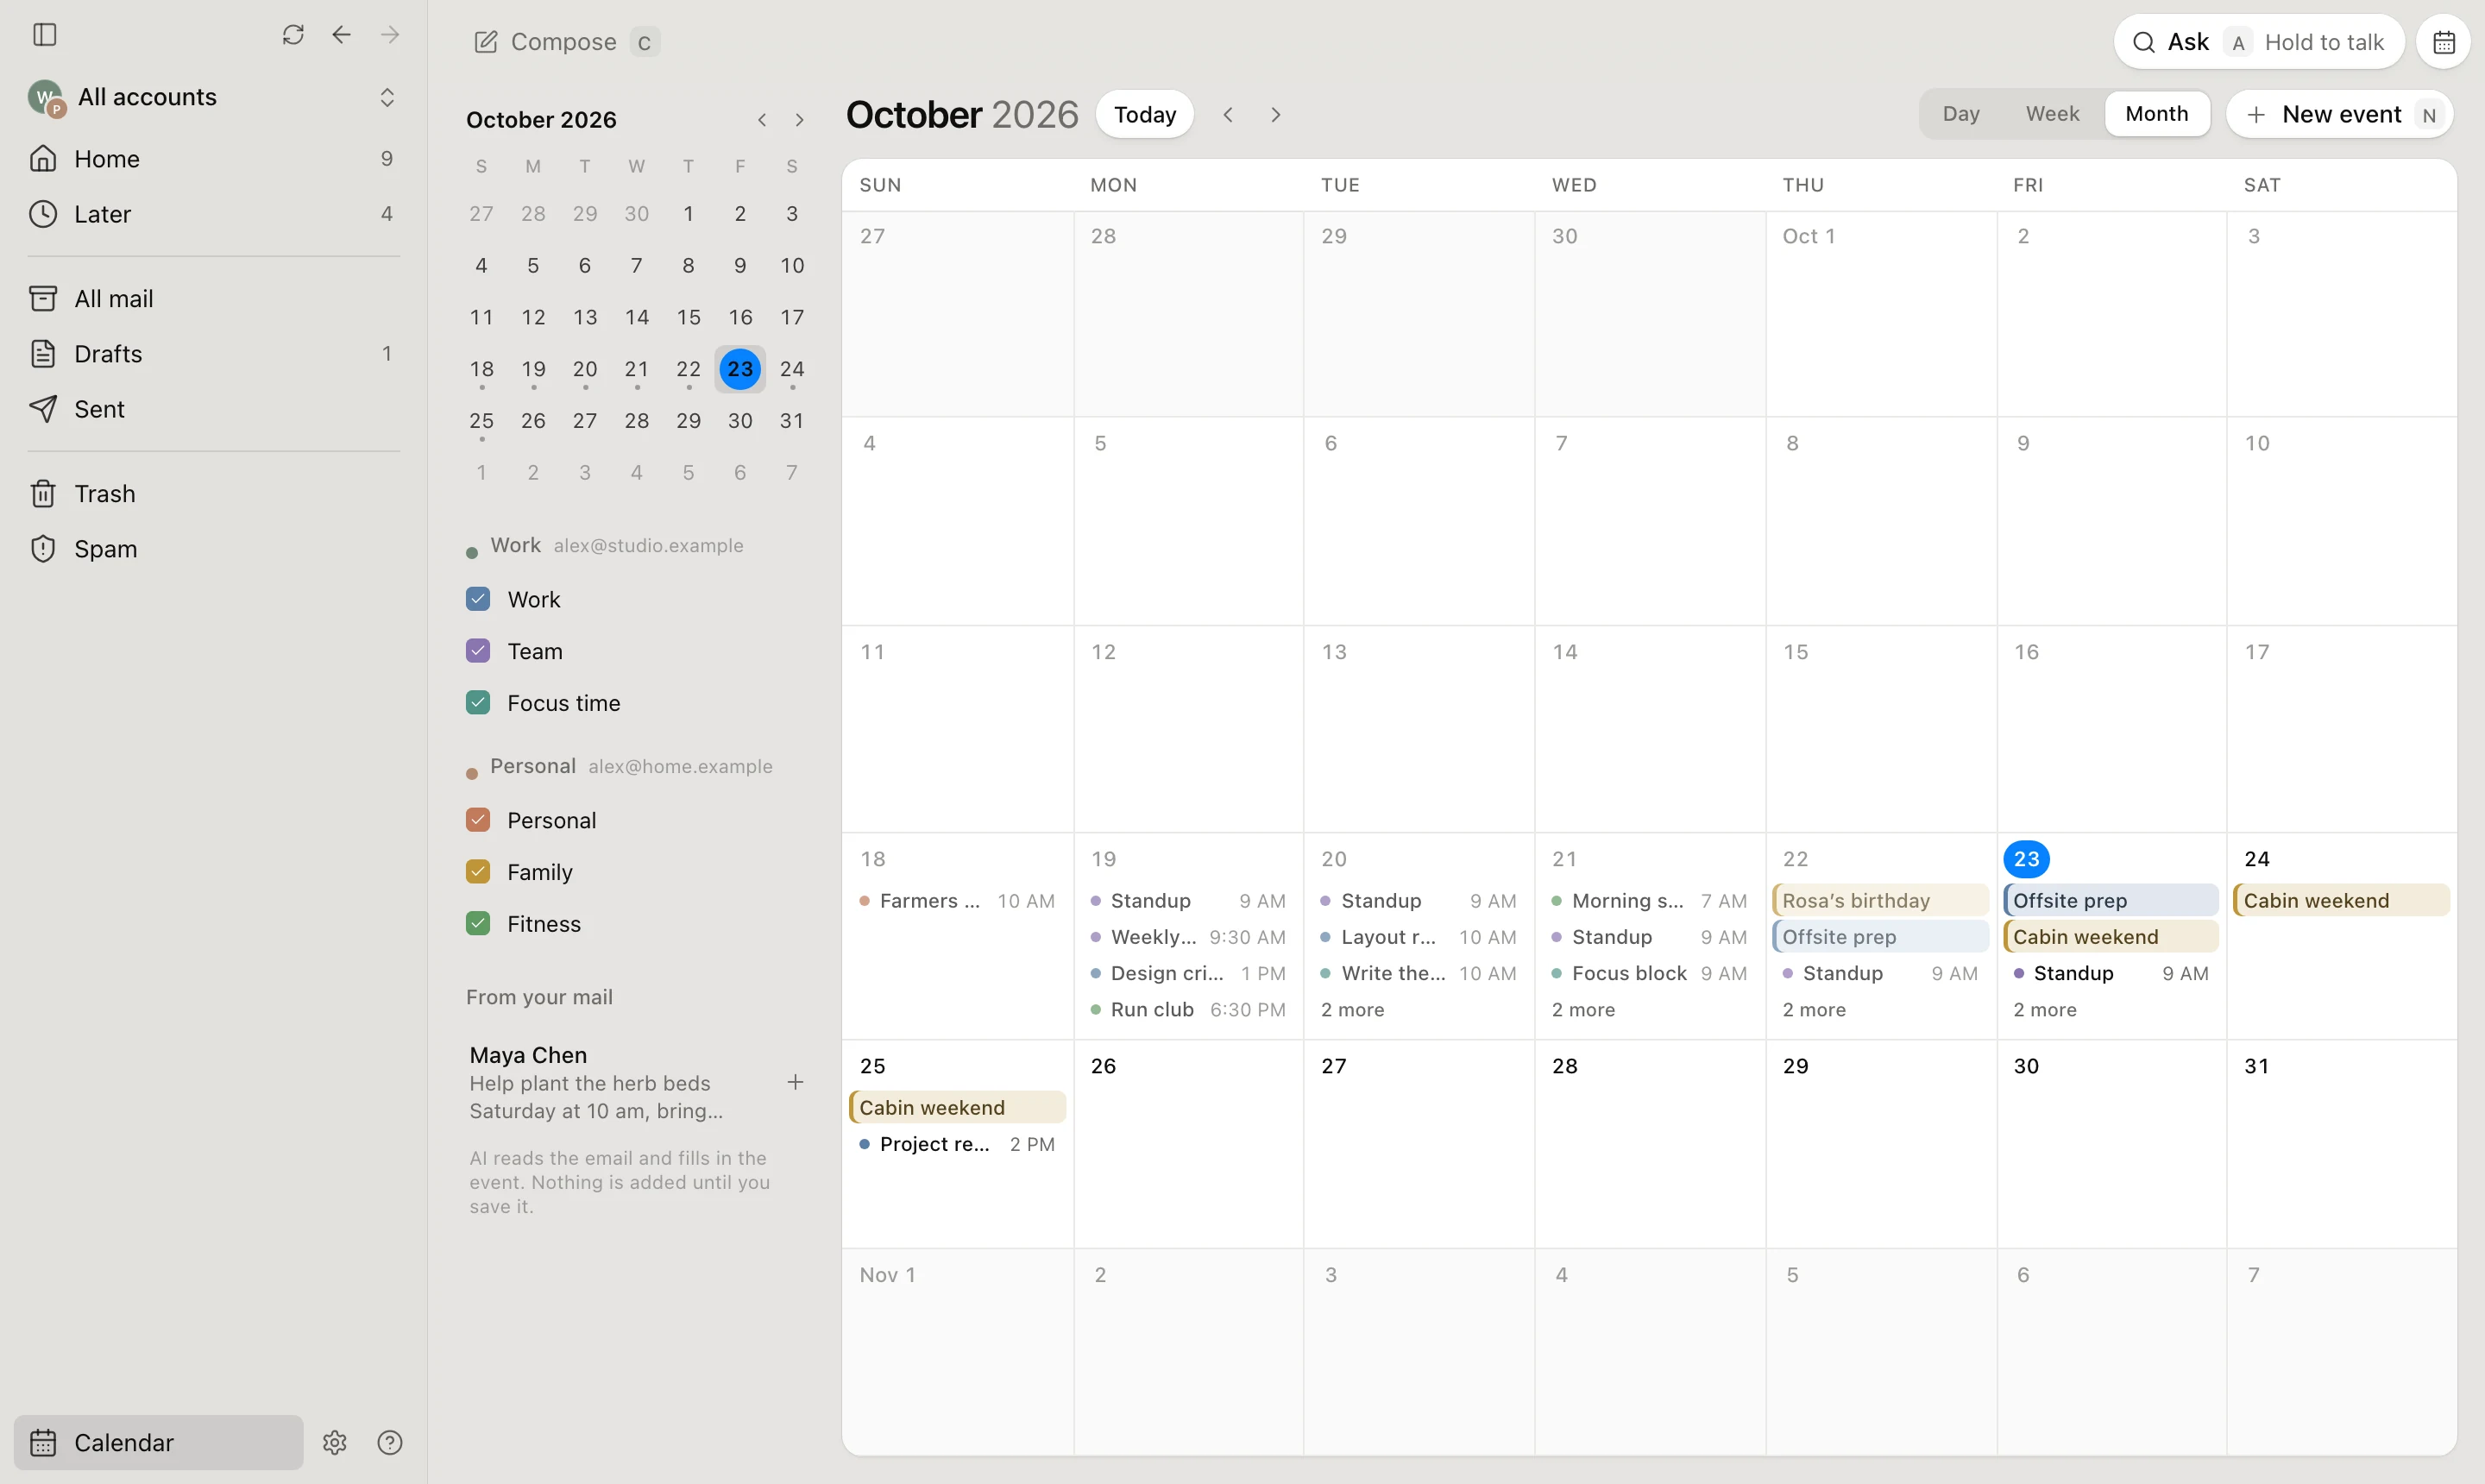 W
P
All accounts
Home 9
Later 4
All mail
Drafts 1
Sent
Trash
Spam
Calendar
Compose C
Ask A Hold to talk
October 2026
S M T W T F S
27 28 29 30 1 2 3
4 5 6 7 8 9 10
11 12 13 14 15 16 17
18 19 20 21 22 23 24
25 26 27 28 29 30 31
1 2 3 4 5 6 7
Work alex@studio.example
Work
Team
Focus time
Personal alex@home.example
Personal
Family
Fitness
From your mail
Maya Chen
Help plant the herb beds
Saturday at 10 am, bring...
AI reads the email and fills in the
event. Nothing is added until you
save it.
October 2026 Today
Day Week Month
New event N
SUN MON TUE WED THU FRI SAT
27 28 29 30 Oct 1 2 3
4 5 6 7 8 9 10
11 12 13 14 15 16 17
18
Farmers ... 10 AM
19
Standup 9 AM
Weekly... 9:30 AM
Design cri... 1 PM
Run club 6:30 PM
20
Standup 9 AM
Layout r... 10 AM
Write the... 10 AM
2 more
21
Morning s... 7 AM
Standup 9 AM
Focus block 9 AM
2 more
22
Rosa’s birthday
Offsite prep
Standup 9 AM
2 more
23
Offsite prep
Cabin weekend
Standup 9 AM
2 more
24
Cabin weekend
25
Cabin weekend
Project re... 2 PM
26 27 28 29 30 31
Nov 1 2 3 4 5 6 7